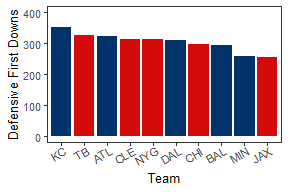 Defensive First Downs
400
300
200
100
0
KC TB ATL CLE NYG DAL CHI BAL MIN JAX
Team